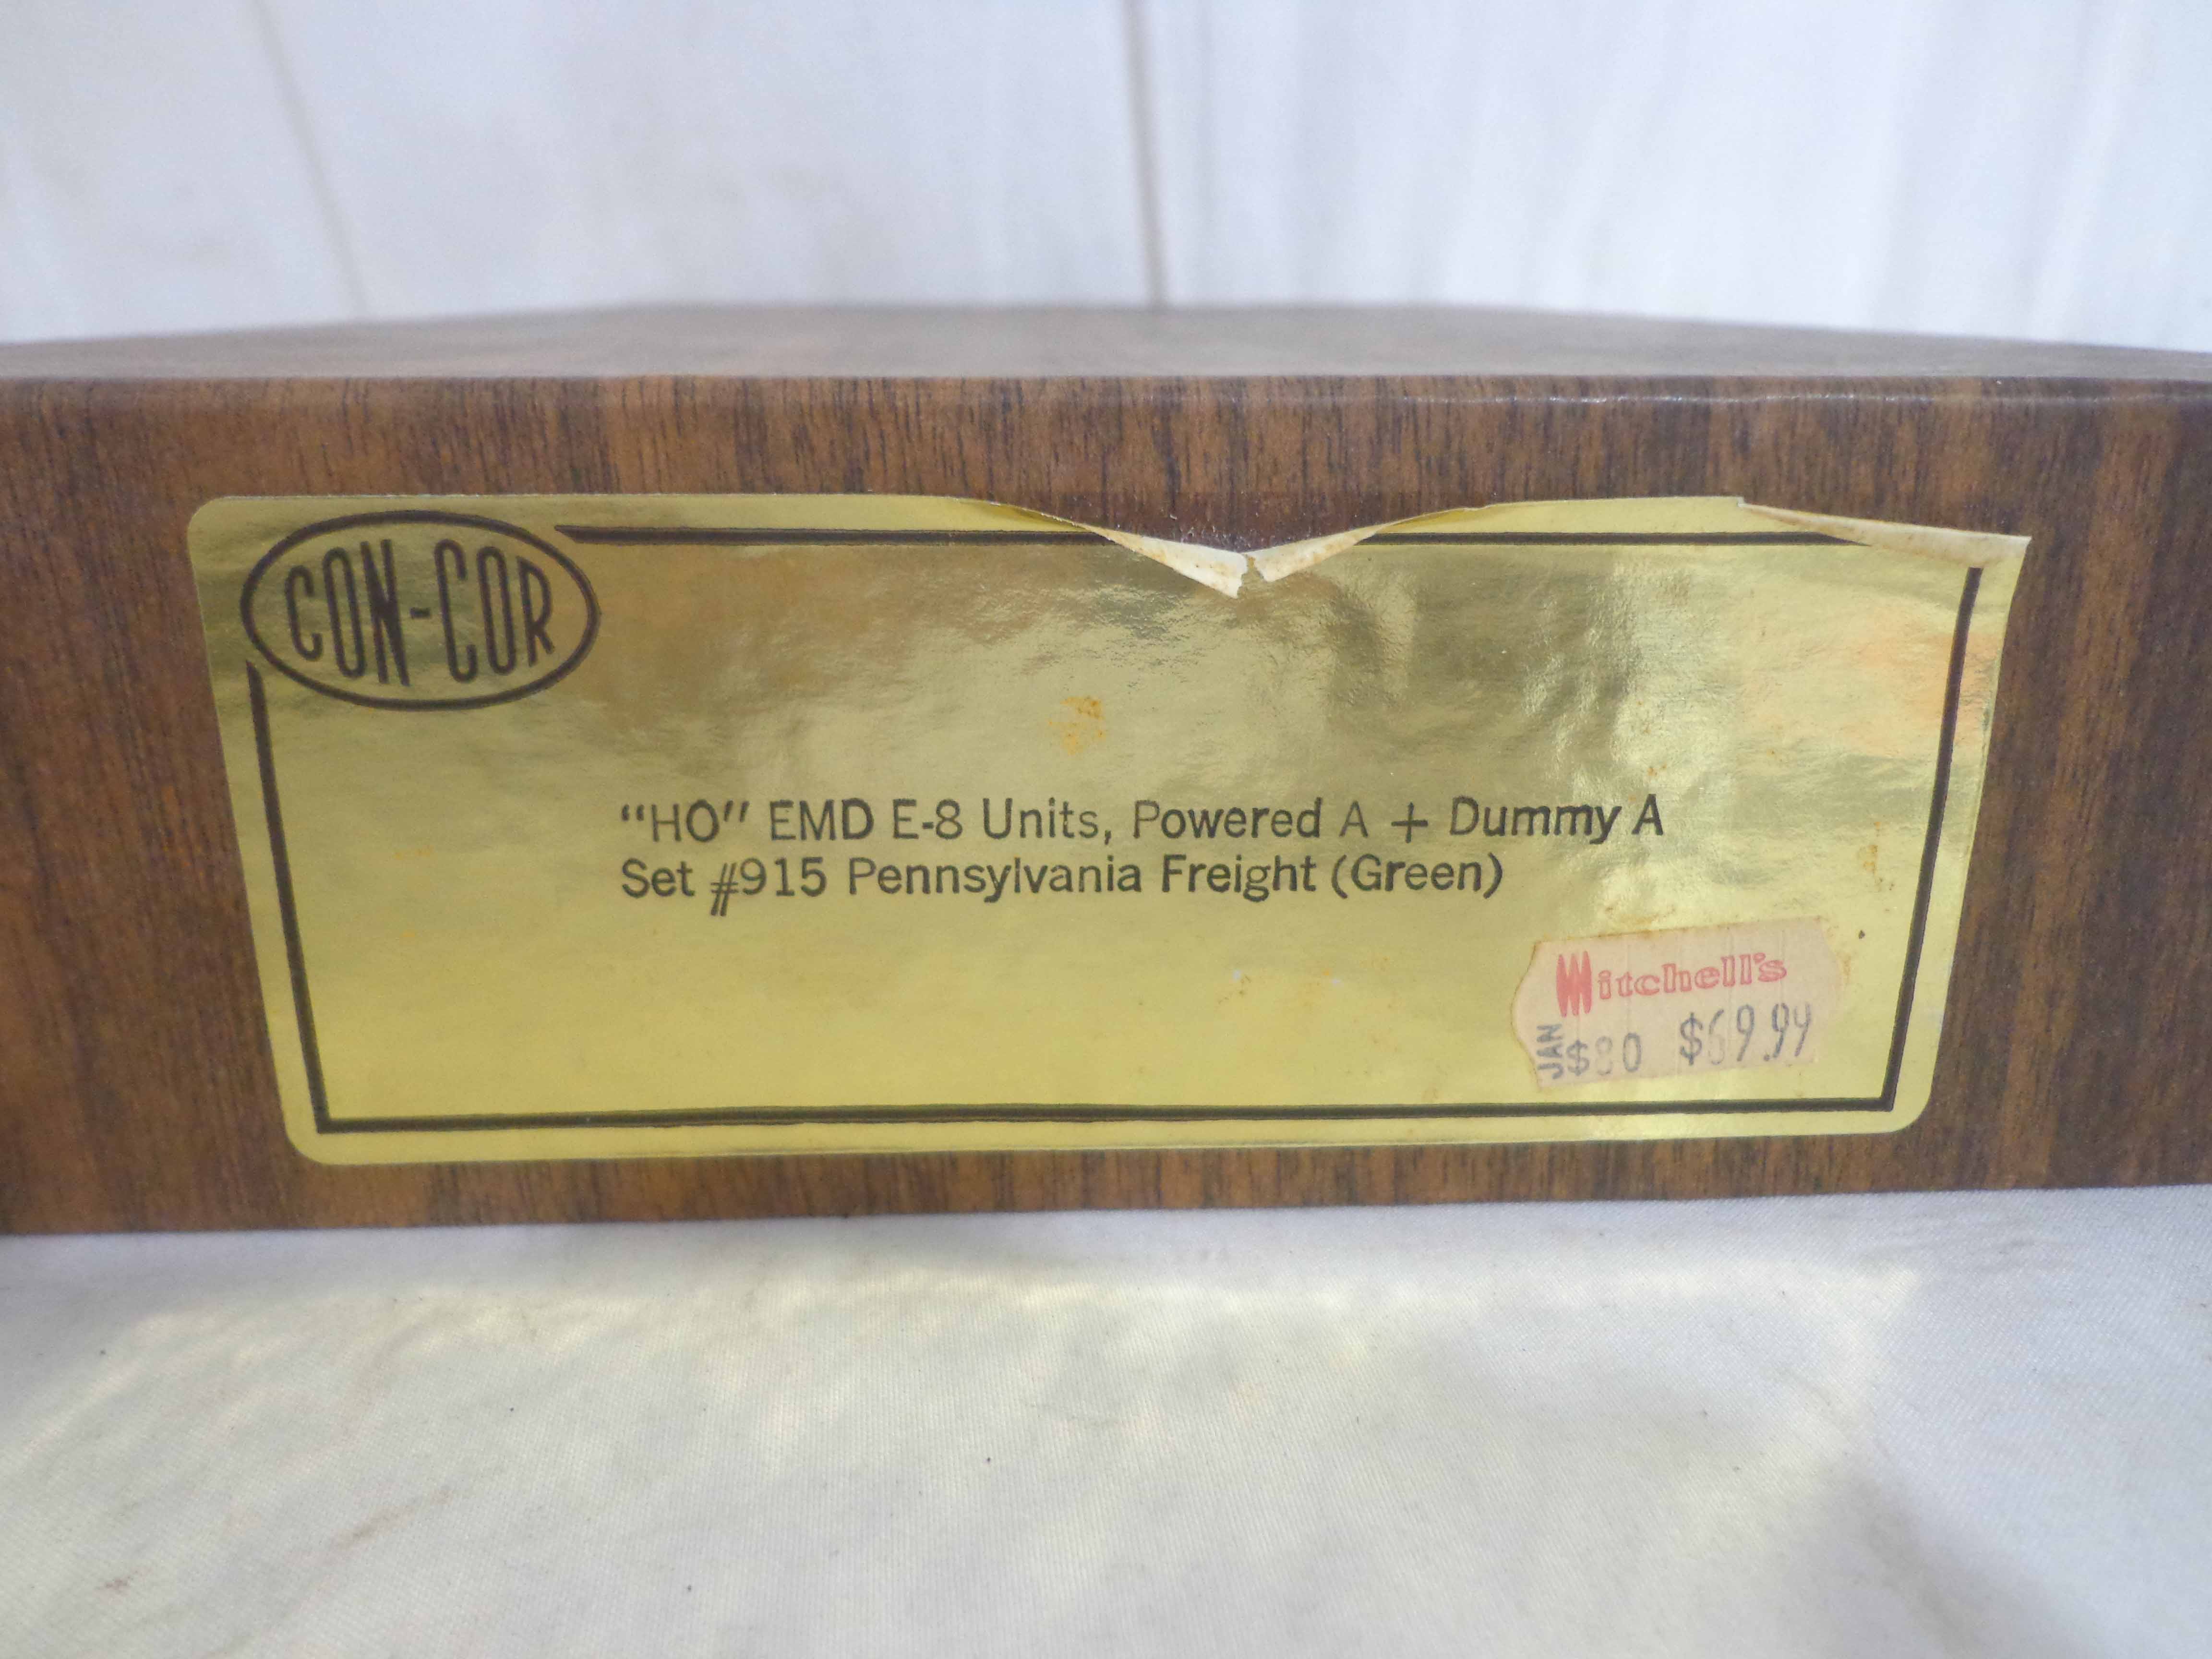 CON-COR
“HO” EMD E-8 Units, Powered A + Dummy A
Set #915 Pennsylvania Freight (Green)
Mitchell's
JAN $80 $69.99